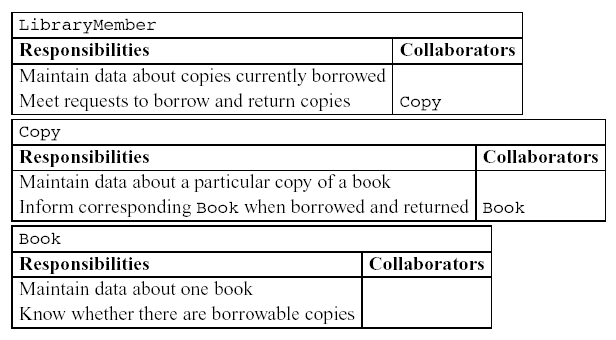 LibraryMember
Responsibilities Collaborators
Maintain data about copies currently borrowed
Meet requests to borrow and return copies Copy
Copy
Responsibilities Collaborators
Maintain data about a particular copy of a book
Inform corresponding Book when borrowed and returned Book
Book
Responsibilities Collaborators
Maintain data about one book
Know whether there are borrowable copies